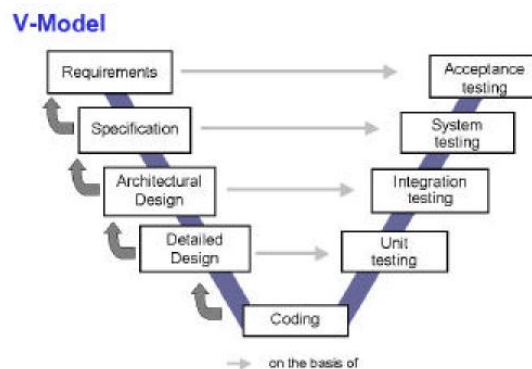 V-Model
Requirements
Acceptance
testing
Specification
System
testing
Architectural
Design
Integration
testing
Detailed
Design
Unit
testing
Coding
on the basis of